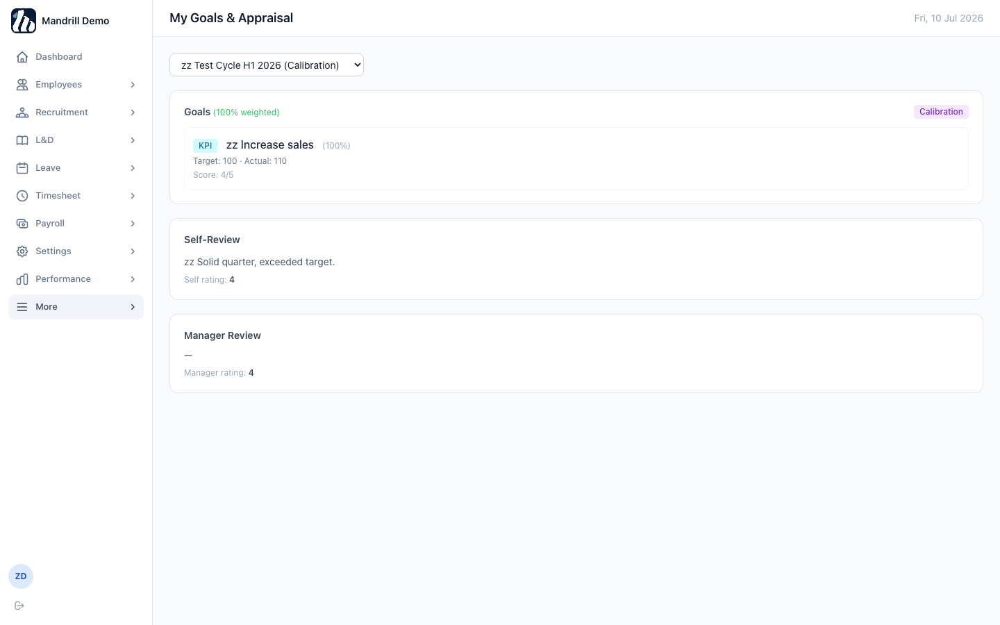 Mandrill Demo
Dashboard
Employees
Recruitment
L&D
Leave
Timesheet
Payroll
Settings
Performance
More
ZD
My Goals & Appraisal
Fri, 10 Jul 2026
zz Test Cycle H1 2026 (Calibration)
Goals (100% weighted)
Calibration
KPI zz Increase sales (100%)
Target: 100 · Actual: 110
Score: 4/5
Self-Review
zz Solid quarter, exceeded target.
Self rating: 4
Manager Review
—
Manager rating: 4